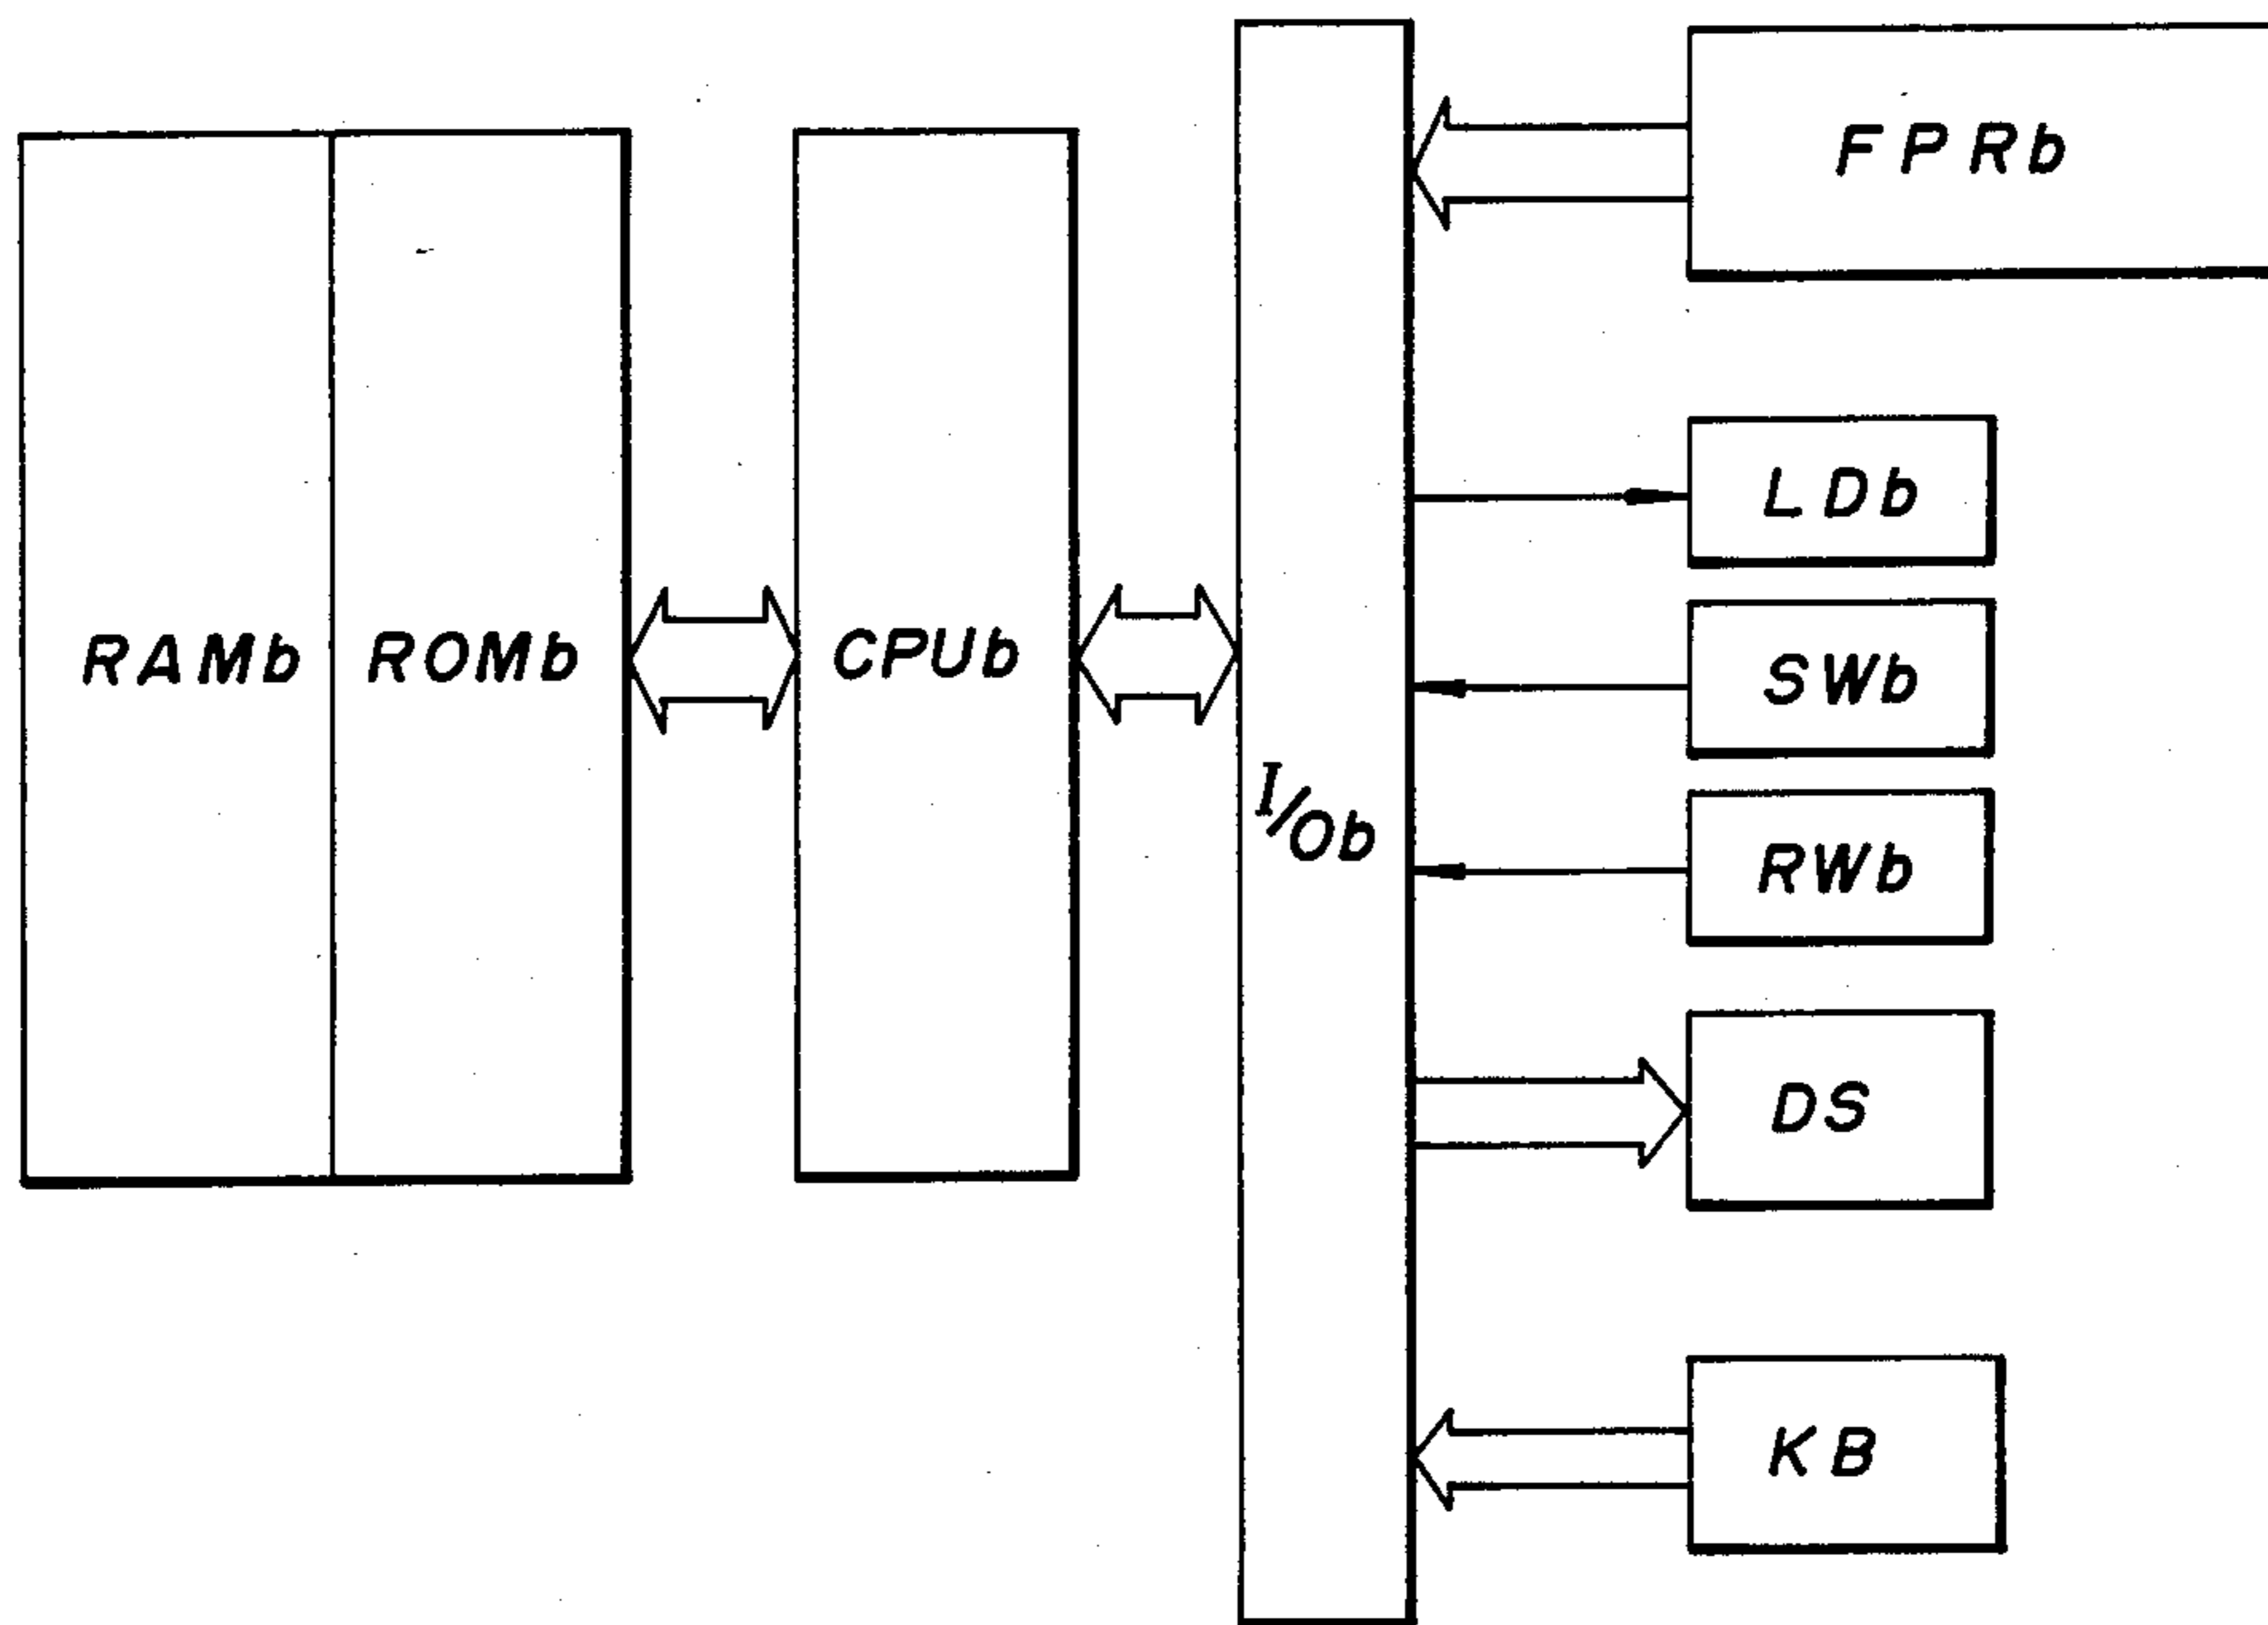 RAMb
ROMb
CPUb
I/Ob
FPRb
LDb
SWb
RWb
DS
KB